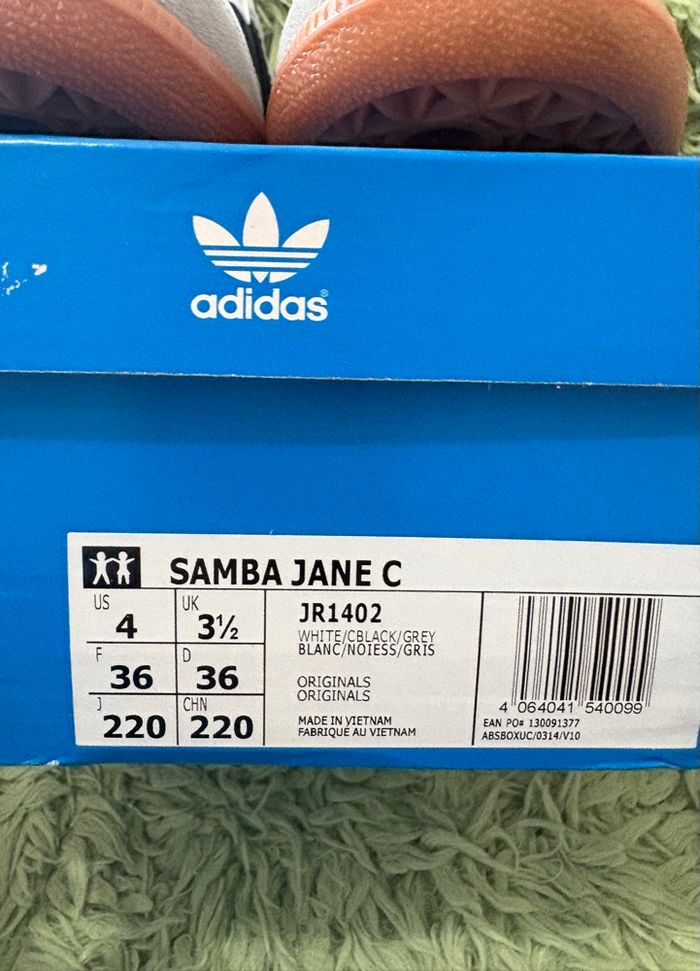 adidas®
SAMBA JANE C
US 4 UK 3½
F 36 D 36
J 220 CHN 220
JR1402
WHITE/CBLACK/GREY
BLANC/NOIESS/GRIS
ORIGINALS
ORIGINALS
MADE IN VIETNAM
FABRIQUÉ AU VIETNAM
4 064041 540099
EAN PO# 130091377
ABSBOXUC/0314/V10